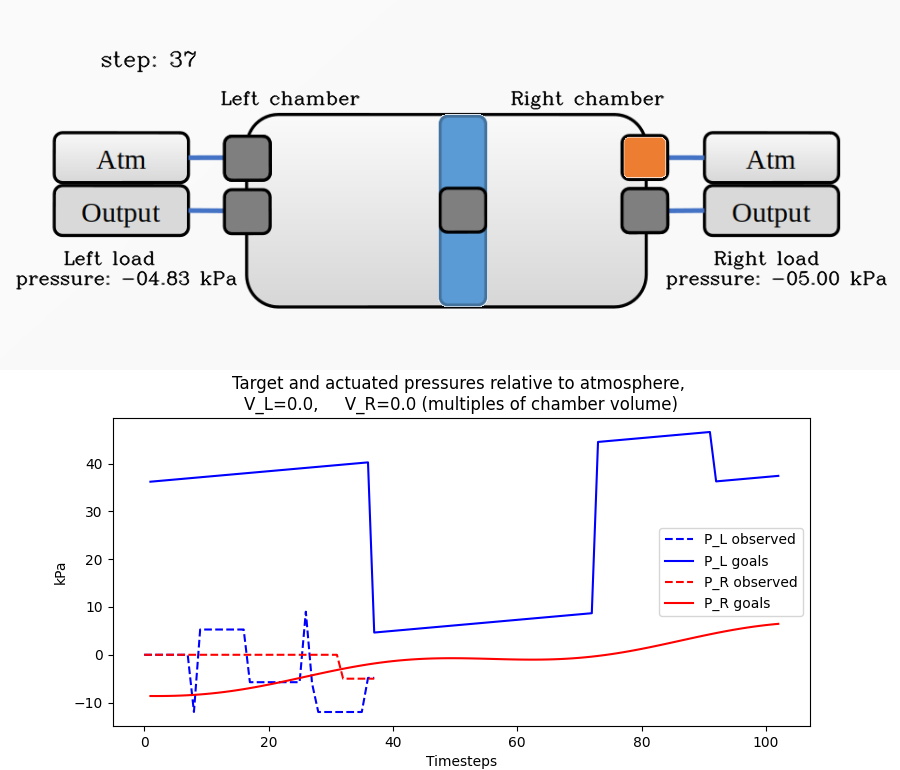 step: 37
Left chamber
Right chamber
Atm
Atm
Output
Output
Left load
pressure: -04.83 kPa
Right load
pressure: -05.00 kPa
Target and actuated pressures relative to atmosphere,
V_L=0.0,     V_R=0.0 (multiples of chamber volume)
40
30
20
10
0
−10
kPa
P_L observed
P_L goals
P_R observed
P_R goals
0
20
40
60
80
100
Timesteps